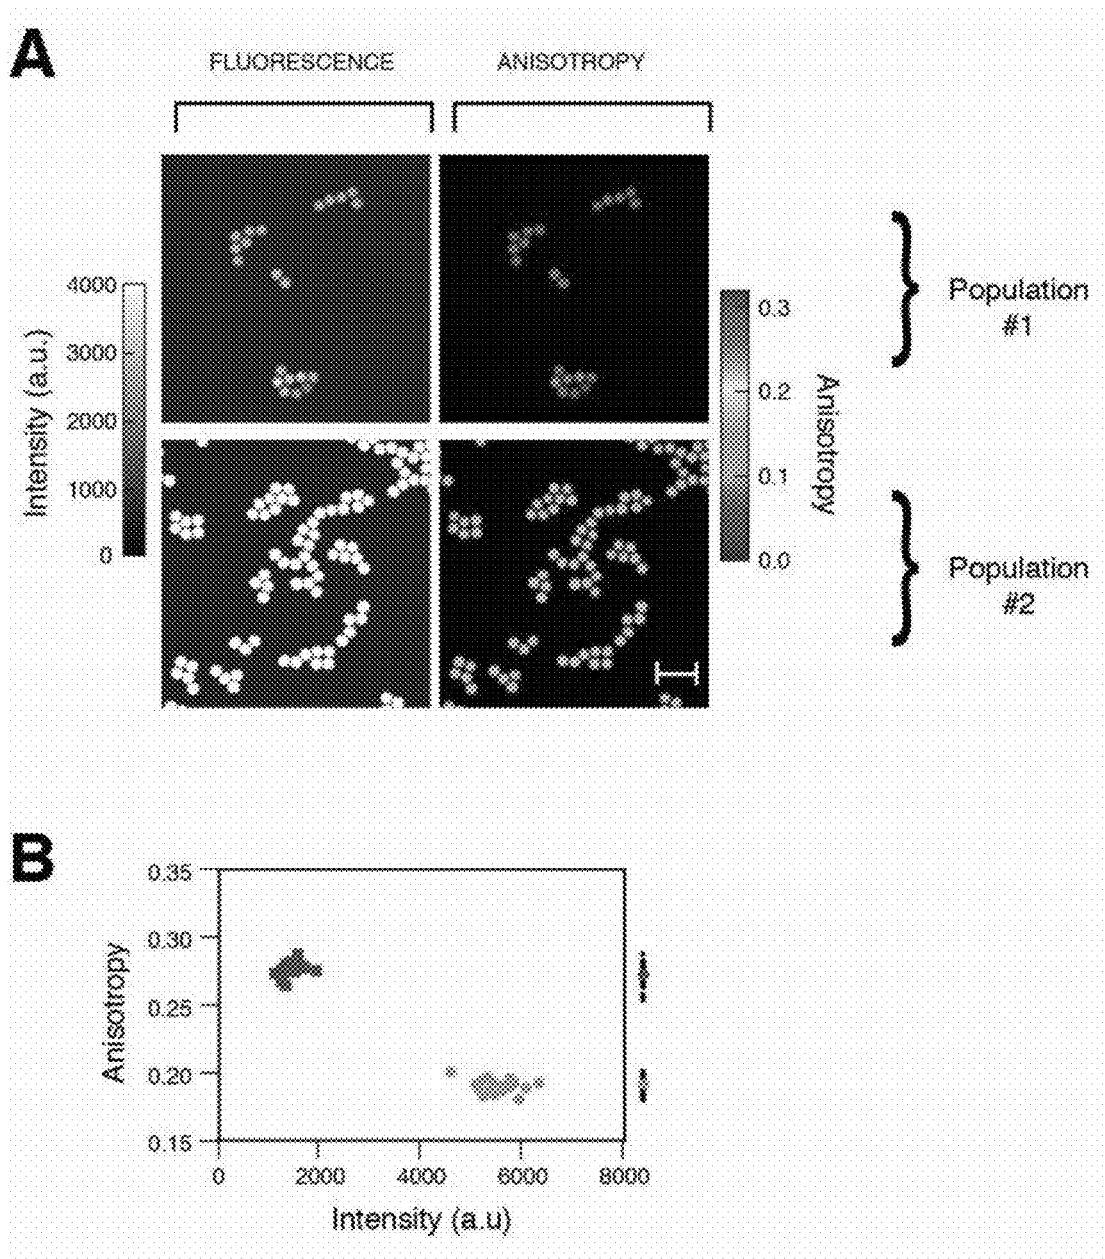 A
FLUORESCENCE
ANISOTROPY
4000
3000
2000
1000
0
Intensity (a.u.)
0.3
0.2
0.1
0.0
Anisotropy
Population
#1
Population
#2
B
0.35
0.30
0.25
0.20
0.15
Anisotropy
0
2000
4000
6000
8000
Intensity (a.u)